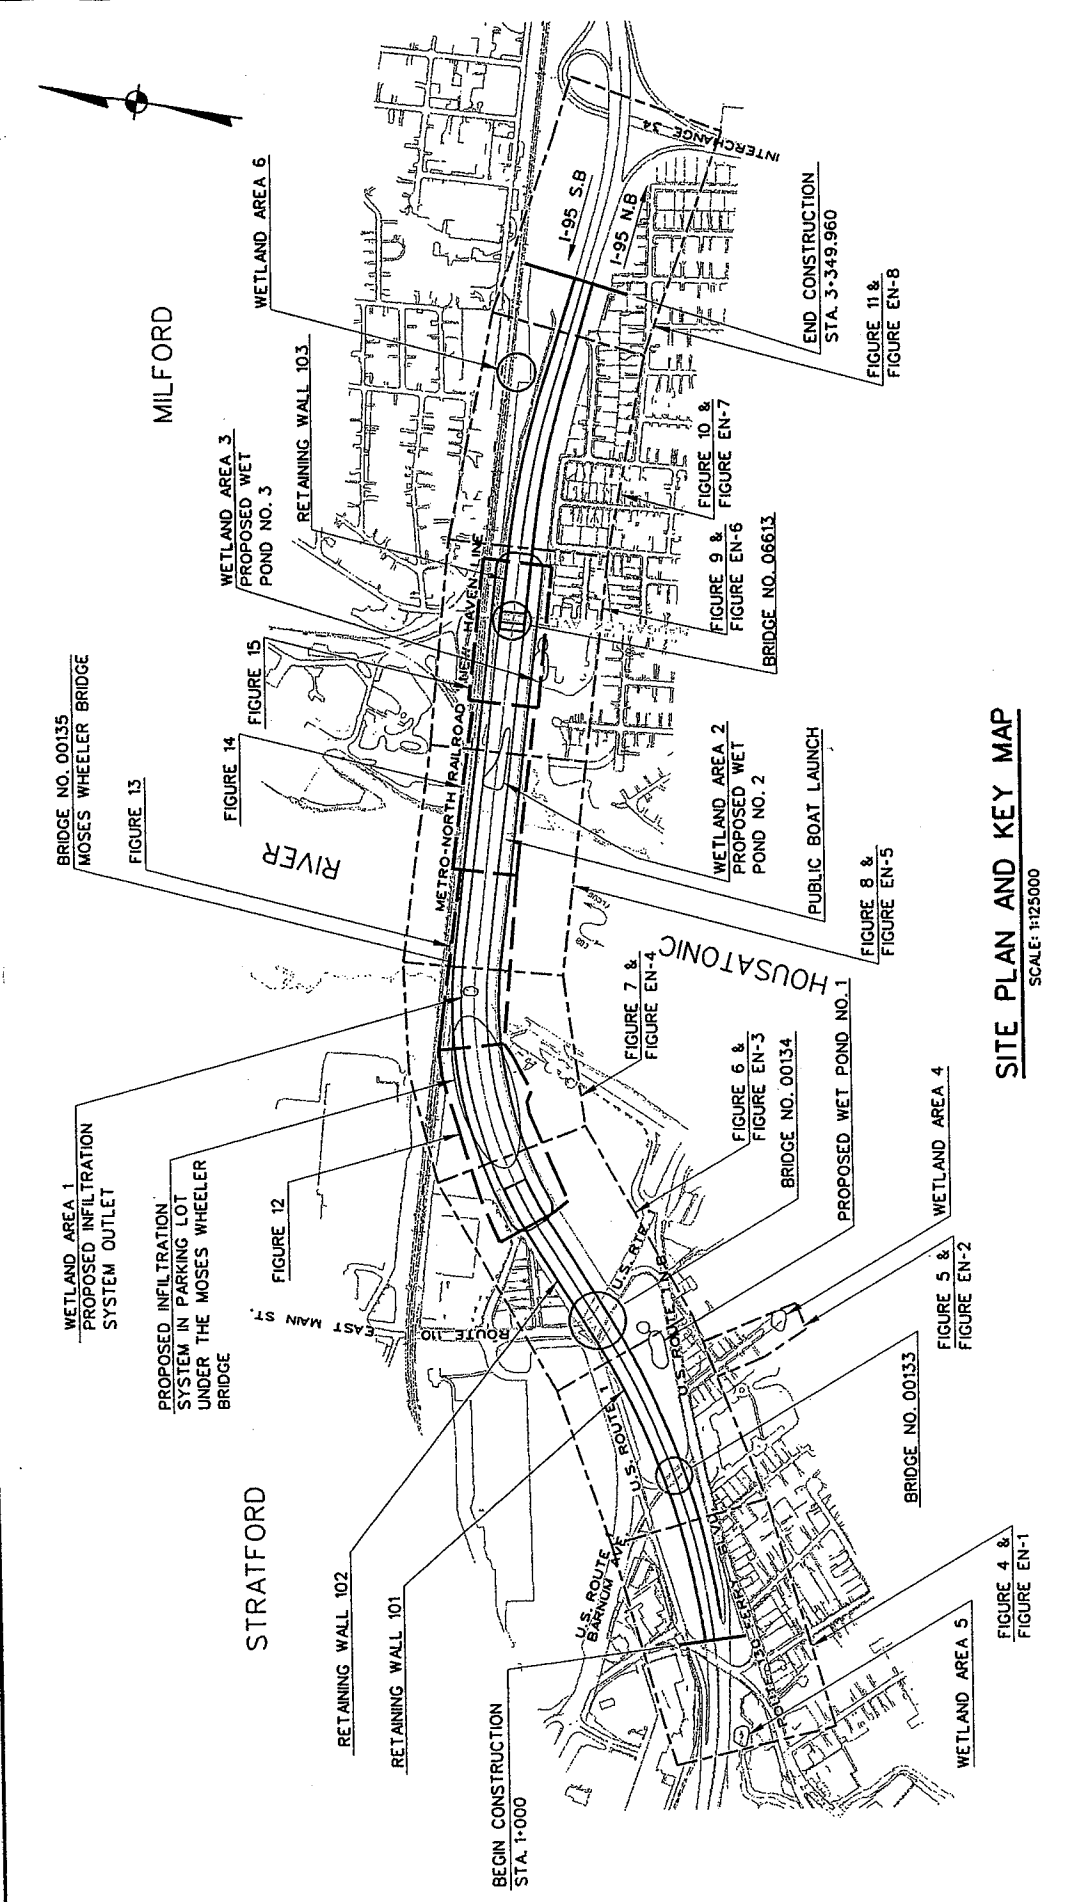 STRATFORD
MILFORD
BRIDGE NO. 00135
MOSES WHEELER BRIDGE
FIGURE 13
WETLAND AREA 1
PROPOSED INFILTRATION
SYSTEM OUTLET
PROPOSED INFILTRATION
SYSTEM IN PARKING LOT
UNDER THE MOSES WHEELER
BRIDGE
FIGURE 12
FIGURE 14
FIGURE 15
WETLAND AREA 3
PROPOSED WET
POND NO. 3
RETAINING WALL 103
WETLAND AREA 6
RETAINING WALL 102
RETAINING WALL 101
BEGIN CONSTRUCTION
STA. 1+000
EAST MAIN ST.
ROUTE 110
U.S. ROUTE 1
U.S. ROUTE
BARNUM AVE
U.S. RTE.
U.S. ROUTE 1 N.B.
RIVER
HOUSATONIC
METRO-NORTH RAILROAD
NEW HAVEN LINE
I-95 S.B
I-95 N.B
INTERCHANGE 34
END CONSTRUCTION
STA. 3+349.960
FIGURE 11 &
FIGURE EN-8
FIGURE 10 &
FIGURE EN-7
FIGURE 9 &
FIGURE EN-6
BRIDGE NO. 06613
WETLAND AREA 2
PROPOSED WET
POND NO. 2
PUBLIC BOAT LAUNCH
FIGURE 8 &
FIGURE EN-5
FIGURE 7 &
FIGURE EN-4
FIGURE 6 &
FIGURE EN-3
BRIDGE NO. 00134
PROPOSED WET POND NO. 1
WETLAND AREA 4
FIGURE 5 &
FIGURE EN-2
BRIDGE NO. 00133
FIGURE 4 &
FIGURE EN-1
WETLAND AREA 5
SITE PLAN AND KEY MAP
SCALE: 1:125000